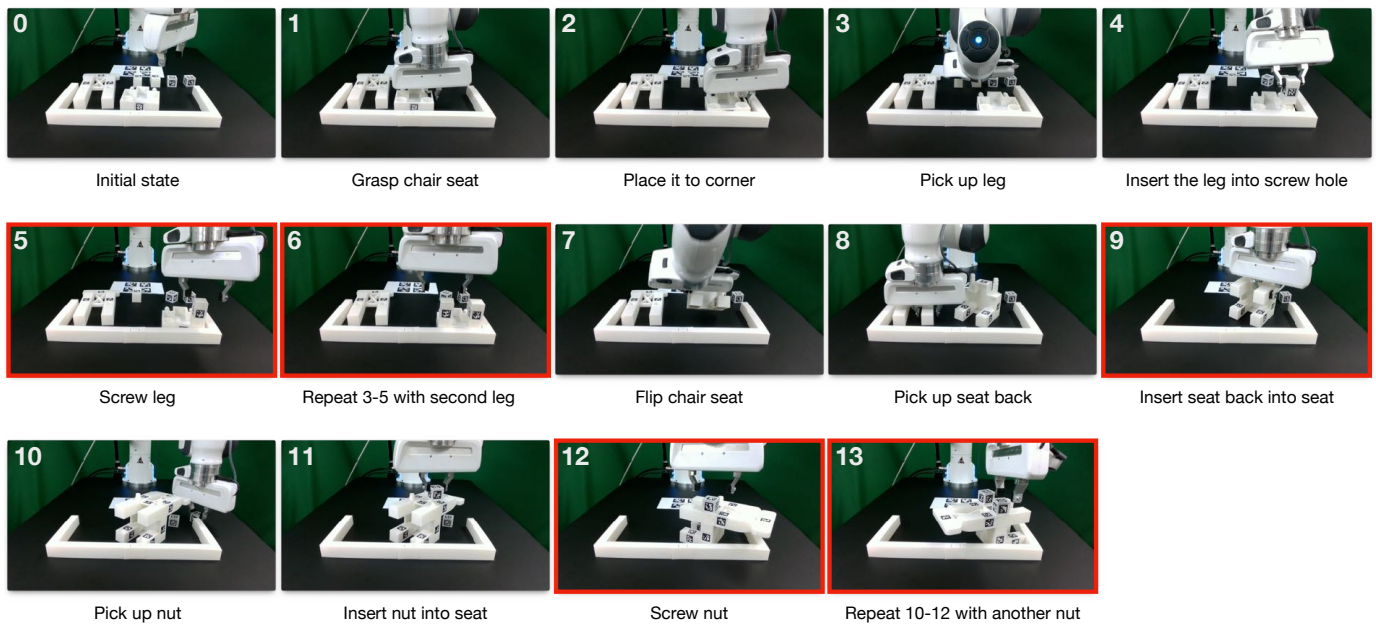 0 1 2 3 4
Initial state Grasp chair seat Place it to corner Pick up leg Insert the leg into screw hole
5 6 7 8 9
Screw leg Repeat 3-5 with second leg Flip chair seat Pick up seat back Insert seat back into seat
10 11 12 13
Pick up nut Insert nut into seat Screw nut Repeat 10-12 with another nut